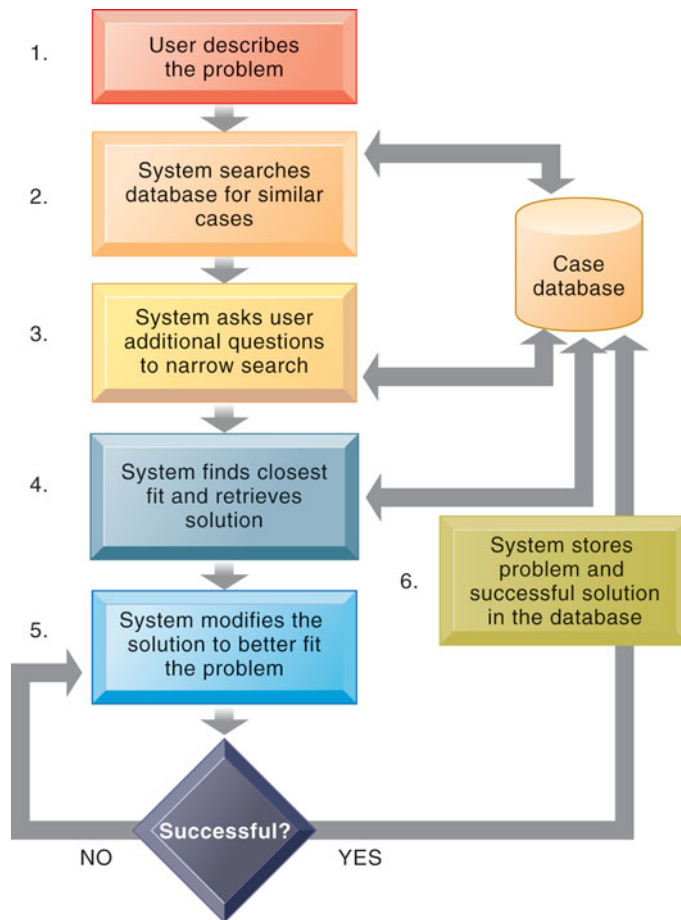 1.
User describes
the problem
2.
System searches
database for similar
cases
Case
database
3.
System asks user
additional questions
to narrow search
4.
System finds closest
fit and retrieves
solution
6.
System stores
problem and
successful solution
in the database
5.
System modifies the
solution to better fit
the problem
Successful?
NO
YES